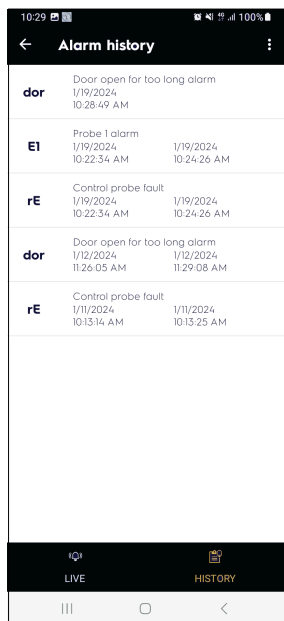 10:29 100%
Alarm history
dor
Door open for too long alarm
1/19/2024
10:28:49 AM
E1
Probe 1 alarm
1/19/2024 1/19/2024
10:22:34 AM 10:24:26 AM
rE
Control probe fault
1/19/2024 1/19/2024
10:22:34 AM 10:24:26 AM
dor
Door open for too long alarm
1/12/2024 1/12/2024
11:26:05 AM 11:29:08 AM
rE
Control probe fault
1/11/2024 1/11/2024
10:13:14 AM 10:13:25 AM
LIVE HISTORY